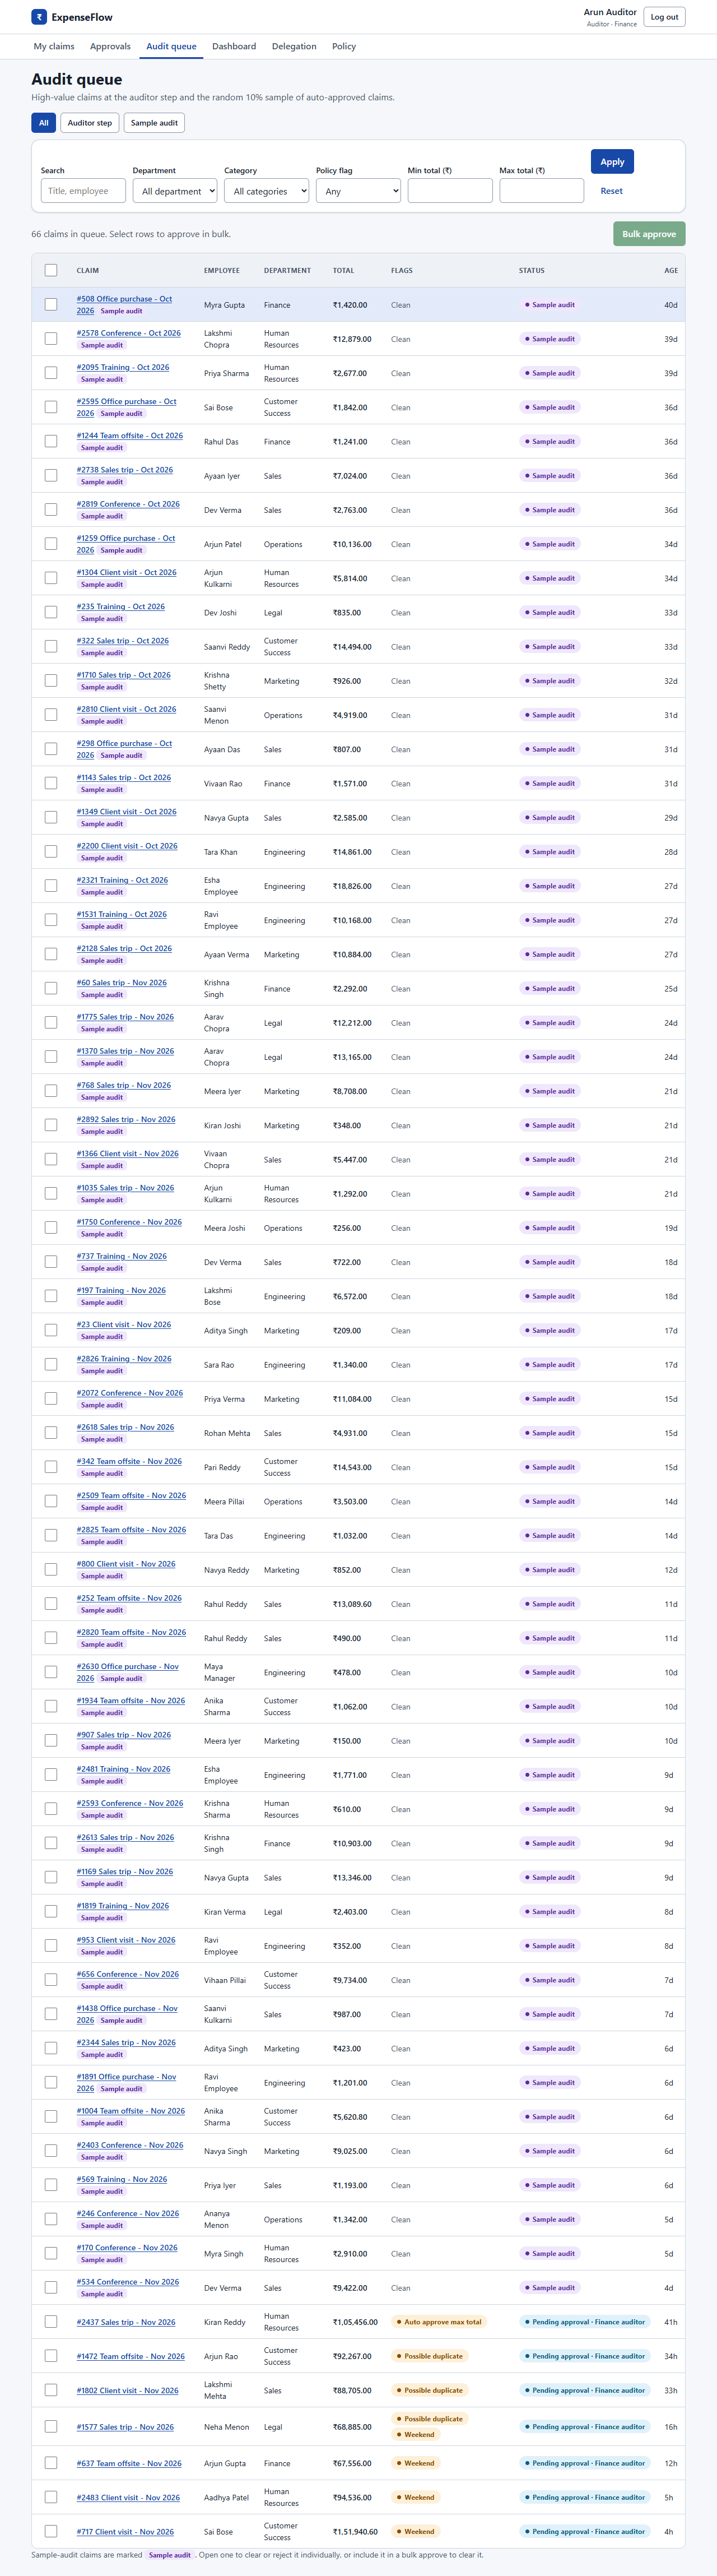 ₹ ExpenseFlow
Arun Auditor
Auditor · Finance
Log out
My claims Approvals Audit queue Dashboard Delegation Policy
Audit queue
High-value claims at the auditor step and the random 10% sample of auto-approved claims.
All Auditor step Sample audit
Search Department Category Policy flag Min total (₹) Max total (₹) Apply
Title, employee All department All categories Any Reset
66 claims in queue. Select rows to approve in bulk. Bulk approve
CLAIM EMPLOYEE DEPARTMENT TOTAL FLAGS STATUS AGE
#508 Office purchase - Oct 2026 Sample audit Myra Gupta Finance ₹1,420.00 Clean Sample audit 40d
#2578 Conference - Oct 2026 Sample audit Lakshmi Chopra Human Resources ₹12,879.00 Clean Sample audit 39d
#2095 Training - Oct 2026 Sample audit Priya Sharma Human Resources ₹2,677.00 Clean Sample audit 39d
#2595 Office purchase - Oct 2026 Sample audit Sai Bose Customer Success ₹1,842.00 Clean Sample audit 36d
#1244 Team offsite - Oct 2026 Sample audit Rahul Das Finance ₹1,241.00 Clean Sample audit 36d
#2738 Sales trip - Oct 2026 Sample audit Ayaan Iyer Sales ₹7,024.00 Clean Sample audit 36d
#2819 Conference - Oct 2026 Sample audit Dev Verma Sales ₹2,763.00 Clean Sample audit 36d
#1259 Office purchase - Oct 2026 Sample audit Arjun Patel Operations ₹10,136.00 Clean Sample audit 34d
#1304 Client visit - Oct 2026 Sample audit Arjun Kulkarni Human Resources ₹5,814.00 Clean Sample audit 34d
#235 Training - Oct 2026 Sample audit Dev Joshi Legal ₹835.00 Clean Sample audit 33d
#322 Sales trip - Oct 2026 Sample audit Saanvi Reddy Customer Success ₹14,494.00 Clean Sample audit 33d
#1710 Sales trip - Oct 2026 Sample audit Krishna Shetty Marketing ₹926.00 Clean Sample audit 32d
#2810 Client visit - Oct 2026 Sample audit Saanvi Menon Operations ₹4,919.00 Clean Sample audit 31d
#298 Office purchase - Oct 2026 Sample audit Ayaan Das Sales ₹807.00 Clean Sample audit 31d
#1143 Sales trip - Oct 2026 Sample audit Vivaan Rao Finance ₹1,571.00 Clean Sample audit 31d
#1349 Client visit - Oct 2026 Sample audit Navya Gupta Sales ₹2,585.00 Clean Sample audit 29d
#2200 Client visit - Oct 2026 Sample audit Tara Khan Engineering ₹14,861.00 Clean Sample audit 28d
#2321 Training - Oct 2026 Sample audit Esha Employee Engineering ₹18,826.00 Clean Sample audit 27d
#1531 Training - Oct 2026 Sample audit Ravi Employee Engineering ₹10,168.00 Clean Sample audit 27d
#2128 Sales trip - Oct 2026 Sample audit Ayaan Verma Marketing ₹10,884.00 Clean Sample audit 27d
#60 Sales trip - Nov 2026 Sample audit Krishna Singh Finance ₹2,292.00 Clean Sample audit 25d
#1775 Sales trip - Nov 2026 Sample audit Aarav Chopra Legal ₹12,212.00 Clean Sample audit 24d
#1370 Sales trip - Nov 2026 Sample audit Aarav Chopra Legal ₹13,165.00 Clean Sample audit 24d
#768 Sales trip - Nov 2026 Sample audit Meera Iyer Marketing ₹8,708.00 Clean Sample audit 21d
#2892 Sales trip - Nov 2026 Sample audit Kiran Joshi Marketing ₹348.00 Clean Sample audit 21d
#1366 Client visit - Nov 2026 Sample audit Vivaan Chopra Sales ₹5,447.00 Clean Sample audit 21d
#1035 Sales trip - Nov 2026 Sample audit Arjun Kulkarni Human Resources ₹1,292.00 Clean Sample audit 21d
#1750 Conference - Nov 2026 Sample audit Meera Joshi Operations ₹256.00 Clean Sample audit 19d
#737 Training - Nov 2026 Sample audit Dev Verma Sales ₹722.00 Clean Sample audit 18d
#197 Training - Nov 2026 Sample audit Lakshmi Bose Engineering ₹6,572.00 Clean Sample audit 18d
#23 Client visit - Nov 2026 Sample audit Aditya Singh Marketing ₹209.00 Clean Sample audit 17d
#2826 Training - Nov 2026 Sample audit Sara Rao Engineering ₹1,340.00 Clean Sample audit 17d
#2072 Conference - Nov 2026 Sample audit Priya Verma Marketing ₹11,084.00 Clean Sample audit 15d
#2618 Sales trip - Nov 2026 Sample audit Rohan Mehta Sales ₹4,931.00 Clean Sample audit 15d
#342 Team offsite - Nov 2026 Sample audit Pari Reddy Customer Success ₹14,543.00 Clean Sample audit 15d
#2509 Team offsite - Nov 2026 Sample audit Meera Pillai Operations ₹3,503.00 Clean Sample audit 14d
#2825 Team offsite - Nov 2026 Sample audit Tara Das Engineering ₹1,032.00 Clean Sample audit 14d
#800 Client visit - Nov 2026 Sample audit Navya Reddy Marketing ₹852.00 Clean Sample audit 12d
#252 Team offsite - Nov 2026 Sample audit Rahul Reddy Sales ₹13,089.60 Clean Sample audit 11d
#2820 Team offsite - Nov 2026 Sample audit Rahul Reddy Sales ₹490.00 Clean Sample audit 11d
#2630 Office purchase - Nov 2026 Sample audit Maya Manager Engineering ₹478.00 Clean Sample audit 10d
#1934 Team offsite - Nov 2026 Sample audit Anika Sharma Customer Success ₹1,062.00 Clean Sample audit 10d
#907 Sales trip - Nov 2026 Sample audit Meera Iyer Marketing ₹150.00 Clean Sample audit 10d
#2481 Training - Nov 2026 Sample audit Esha Employee Engineering ₹1,771.00 Clean Sample audit 9d
#2593 Conference - Nov 2026 Sample audit Krishna Sharma Human Resources ₹610.00 Clean Sample audit 9d
#2613 Sales trip - Nov 2026 Sample audit Krishna Singh Finance ₹10,903.00 Clean Sample audit 9d
#1169 Sales trip - Nov 2026 Sample audit Navya Gupta Sales ₹13,346.00 Clean Sample audit 9d
#1819 Training - Nov 2026 Sample audit Kiran Verma Legal ₹2,403.00 Clean Sample audit 8d
#953 Client visit - Nov 2026 Sample audit Ravi Employee Engineering ₹352.00 Clean Sample audit 8d
#656 Conference - Nov 2026 Sample audit Vihaan Pillai Customer Success ₹9,734.00 Clean Sample audit 7d
#1438 Office purchase - Nov 2026 Sample audit Saanvi Kulkarni Sales ₹987.00 Clean Sample audit 7d
#2344 Sales trip - Nov 2026 Sample audit Aditya Singh Marketing ₹423.00 Clean Sample audit 6d
#1891 Office purchase - Nov 2026 Sample audit Ravi Employee Engineering ₹1,201.00 Clean Sample audit 6d
#1004 Team offsite - Nov 2026 Sample audit Anika Sharma Customer Success ₹5,620.80 Clean Sample audit 6d
#2403 Conference - Nov 2026 Sample audit Navya Singh Marketing ₹9,025.00 Clean Sample audit 6d
#569 Training - Nov 2026 Sample audit Priya Iyer Sales ₹1,193.00 Clean Sample audit 6d
#246 Conference - Nov 2026 Sample audit Ananya Menon Operations ₹1,342.00 Clean Sample audit 5d
#170 Conference - Nov 2026 Sample audit Myra Singh Human Resources ₹2,910.00 Clean Sample audit 5d
#534 Conference - Nov 2026 Sample audit Dev Verma Sales ₹9,422.00 Clean Sample audit 4d
#2437 Sales trip - Nov 2026 Kiran Reddy Human Resources ₹1,05,456.00 Auto approve max total Pending approval · Finance auditor 41h
#1472 Team offsite - Nov 2026 Arjun Rao Customer Success ₹92,267.00 Possible duplicate Pending approval · Finance auditor 34h
#1802 Client visit - Nov 2026 Lakshmi Mehta Sales ₹88,705.00 Possible duplicate Pending approval · Finance auditor 33h
#1577 Sales trip - Nov 2026 Neha Menon Legal ₹68,885.00 Possible duplicate Weekend Pending approval · Finance auditor 16h
#637 Team offsite - Nov 2026 Arjun Gupta Finance ₹67,556.00 Weekend Pending approval · Finance auditor 12h
#2483 Client visit - Nov 2026 Aadhya Patel Human Resources ₹94,536.00 Weekend Pending approval · Finance auditor 5h
#717 Client visit - Nov 2026 Sai Bose Customer Success ₹1,51,940.60 Weekend Pending approval · Finance auditor 4h
Sample-audit claims are marked Sample audit . Open one to clear or reject it individually, or include it in a bulk approve to clear it.